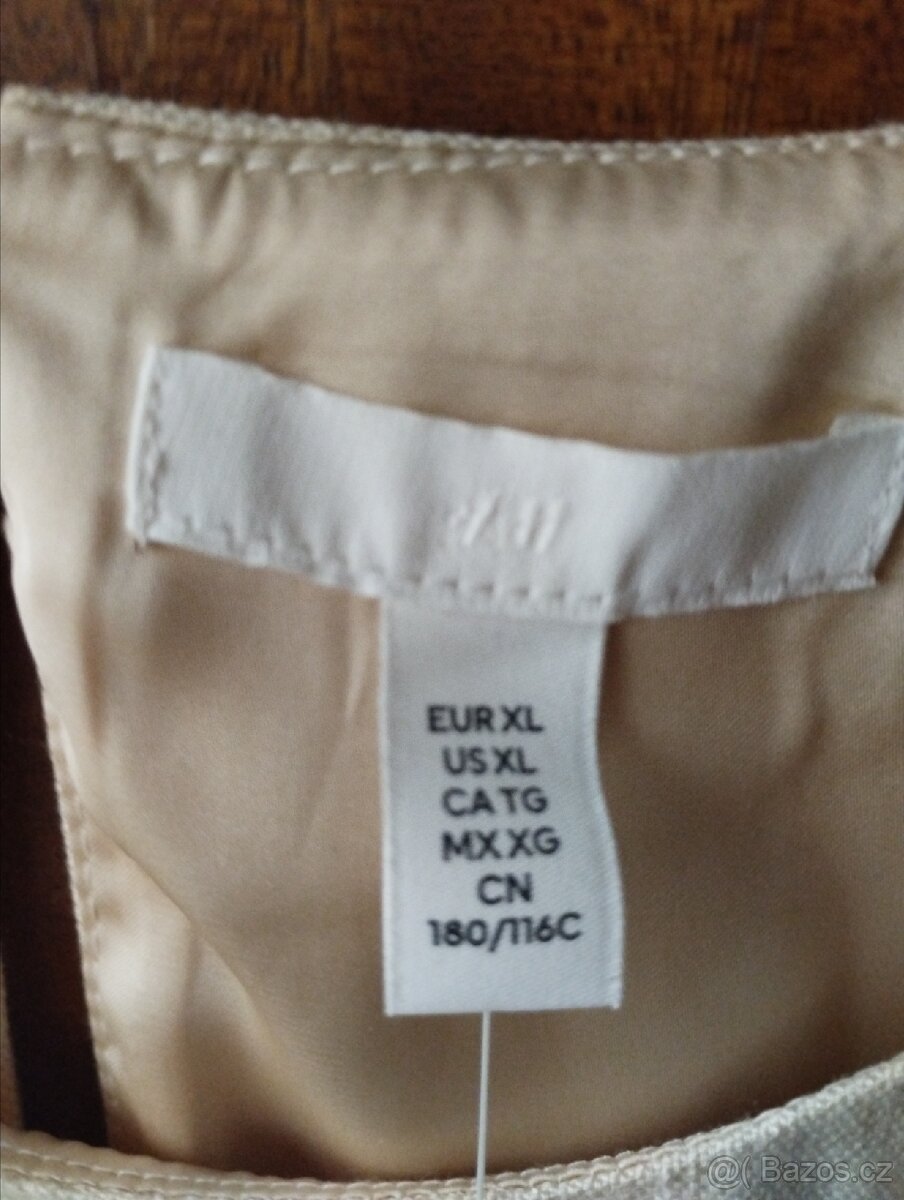 EUR XL
US XL
CA TG
MX XG
CN
180/116C
@( Bazos.cz